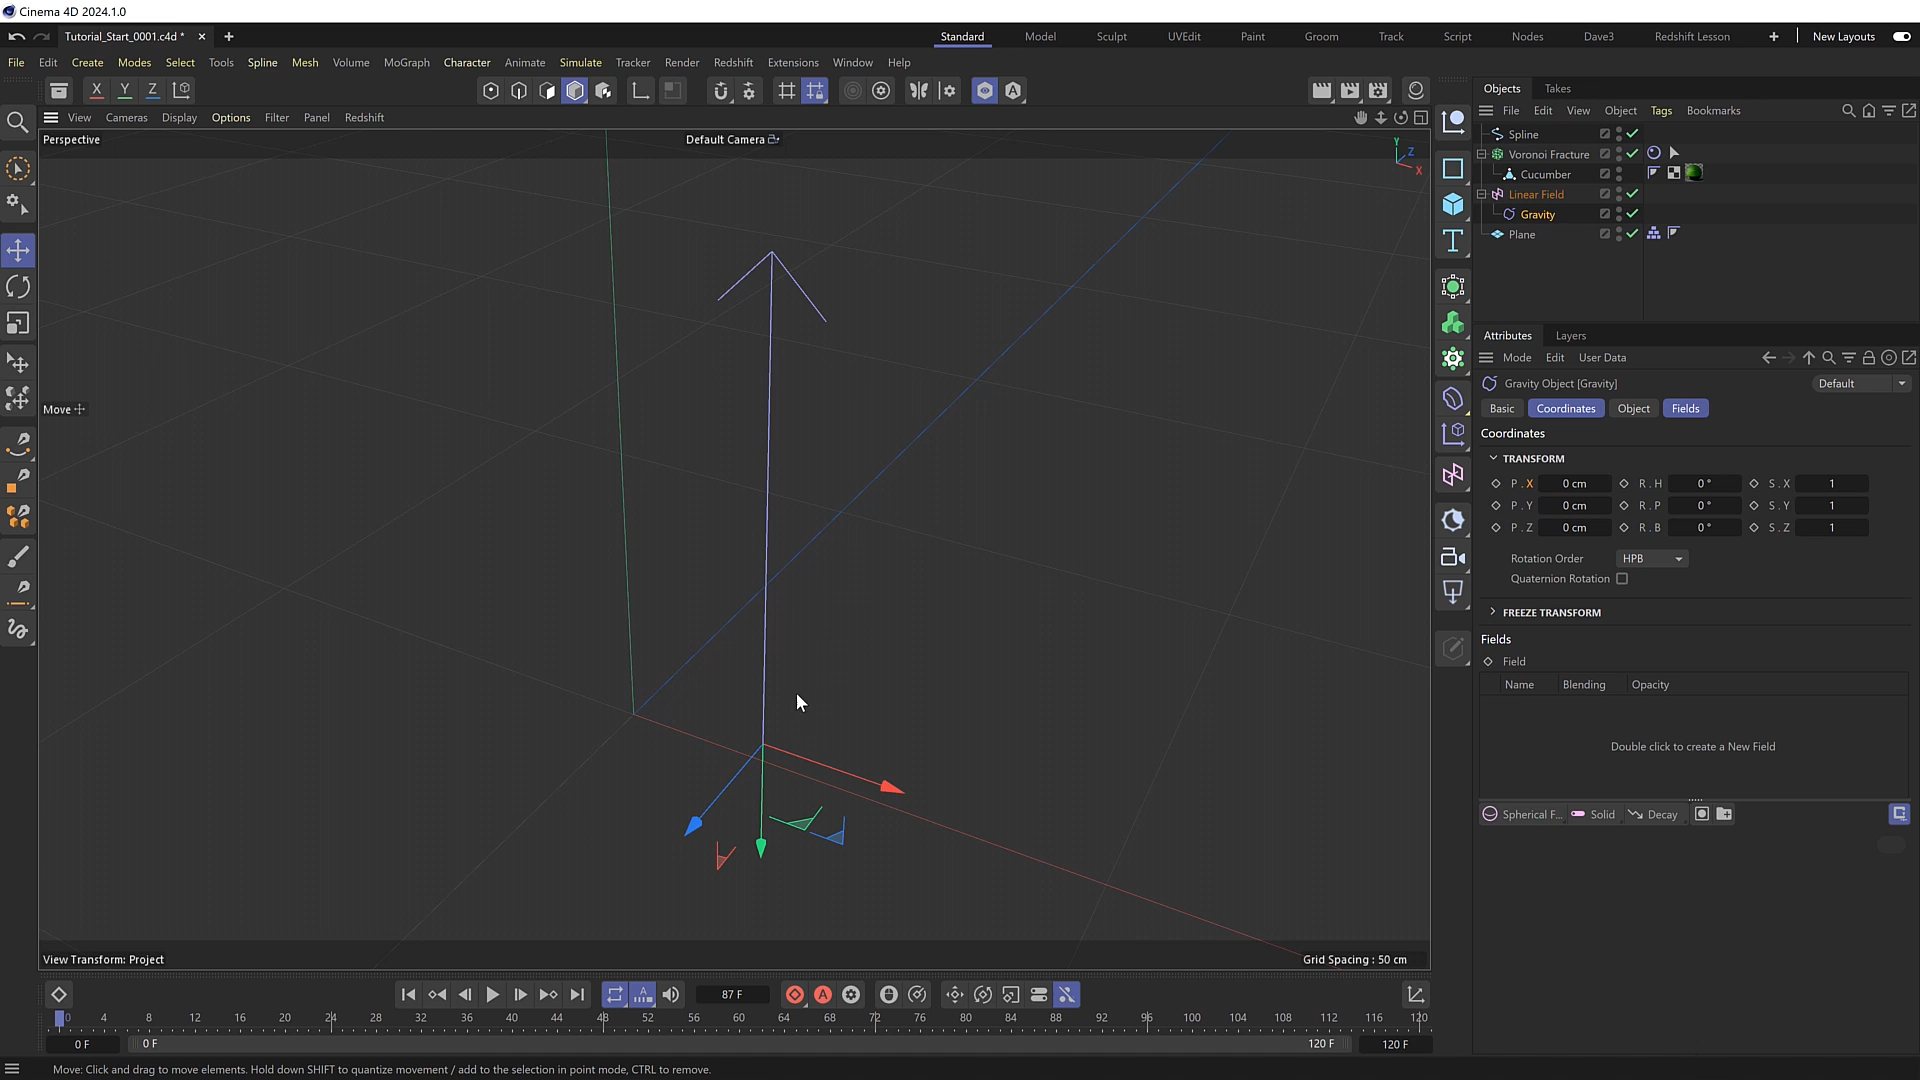 Cinema 4D 2024.1.0
Tutorial_Start_0001.c4d *
Standard Model Sculpt UVEdit Paint Groom Track Script Nodes Dave3 Redshift Lesson New Layouts
File Edit Create Modes Select Tools Spline Mesh Volume MoGraph Character Animate Simulate Tracker Render Redshift Extensions Window Help
X Y Z
Objects Takes
View Cameras Display Options Filter Panel Redshift
File Edit View Object Tags Bookmarks
Perspective
Default Camera
Y
Z
X
Spline
Voronoi Fracture
Cucumber
Linear Field
Gravity
Plane
Move
Attributes Layers
Mode Edit User Data
Gravity Object [Gravity]
Default
Basic Coordinates Object Fields
Coordinates
TRANSFORM
P . X 0 cm R . H 0 ° S . X 1
P . Y 0 cm R . P 0 ° S . Y 1
P . Z 0 cm R . B 0 ° S . Z 1
Rotation Order HPB
Quaternion Rotation
FREEZE TRANSFORM
Fields
Field
Name Blending Opacity
Double click to create a New Field
Spherical F... Solid Decay
View Transform: Project
Grid Spacing : 50 cm
87 F
0 4 8 12 16 20 24 28 32 36 40 44 48 52 56 60 64 68 72 76 80 84 88 92 96 100 104 108 112 116 120
0 F 0 F 120 F 120 F
Move: Click and drag to move elements. Hold down SHIFT to quantize movement / add to the selection in point mode, CTRL to remove.